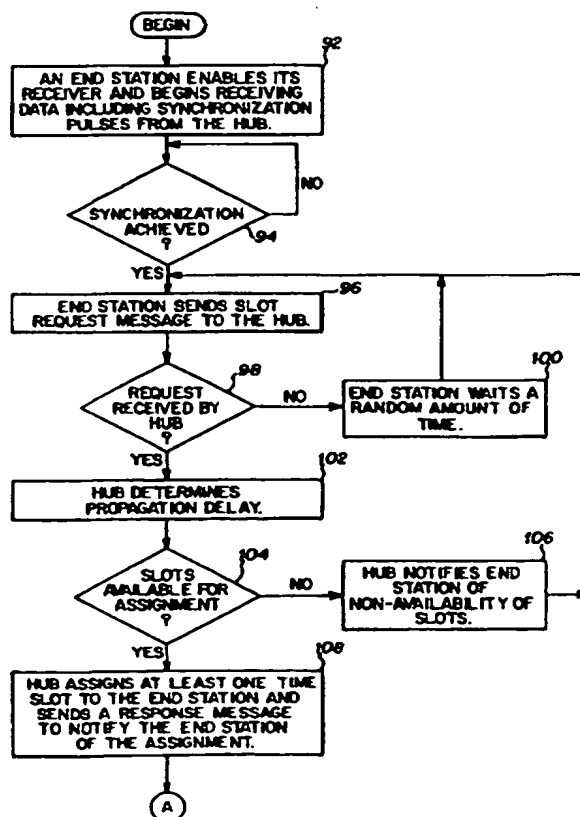 BEGIN
92
AN END STATION ENABLES ITS
RECEIVER AND BEGINS RECEIVING
DATA INCLUDING SYNCHRONIZATION
PULSES FROM THE HUB.
NO
SYNCHRONIZATION
ACHIEVED
?
94
YES
96
END STATION SENDS SLOT
REQUEST MESSAGE TO THE HUB.
98
REQUEST
RECEIVED BY
HUB
?
NO
100
END STATION WAITS A
RANDOM AMOUNT OF
TIME.
YES
102
HUB DETERMINES
PROPAGATION DELAY.
104
SLOTS
AVAILABLE FOR
ASSIGNMENT
?
NO
106
HUB NOTIFIES END
STATION OF
NON-AVAILABILITY OF
SLOTS.
YES
108
HUB ASSIGNS AT LEAST ONE TIME
SLOT TO THE END STATION AND
SENDS A RESPONSE MESSAGE
TO NOTIFY THE END STATION
OF THE ASSIGNMENT.
A